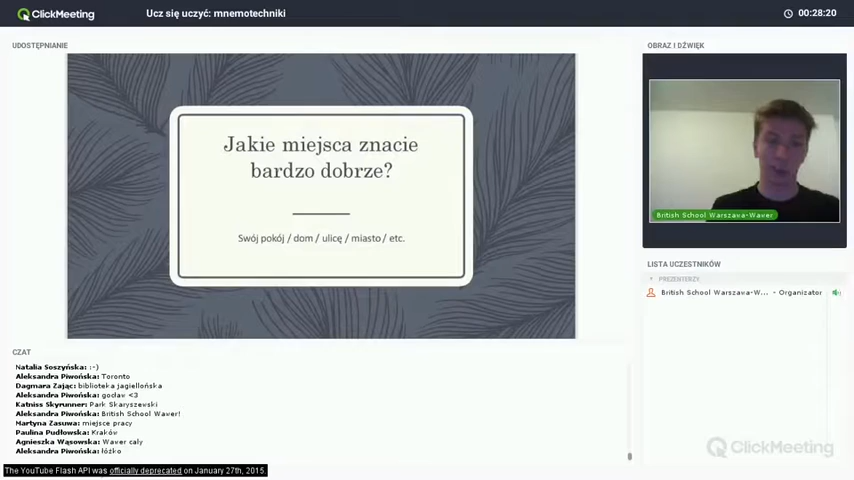 ClickMeeting
Ucz się uczyć: mnemotechniki
00:28:20
UDOSTĘPNIANIE
OBRAZ I DŹWIĘK
Jakie miejsca znacie
bardzo dobrze?
Swój pokój / dom / ulicę / miasto / etc.
British School Warszawa-Wawer
LISTA UCZESTNIKÓW
PREZENTERZY
British School Warszawa-W... - Organizator
CZAT
Natalia Soszyńska: :-)
Aleksandra Piwońska: Toronto
Dagmara Zając: biblioteka jagiellońska
Aleksandra Piwońska: gocław <3
Katniss Skyrunner: Park Skaryszewski
Aleksandra Piwońska: British School Wawer!
Martyna Zasuwa: miejsce pracy
Paulina Pudłowska: Kraków
Agnieszka Wąsowska: Wawer cały
Aleksandra Piwońska: łóżko
ClickMeeting
The YouTube Flash API was officially deprecated on January 27th, 2015.